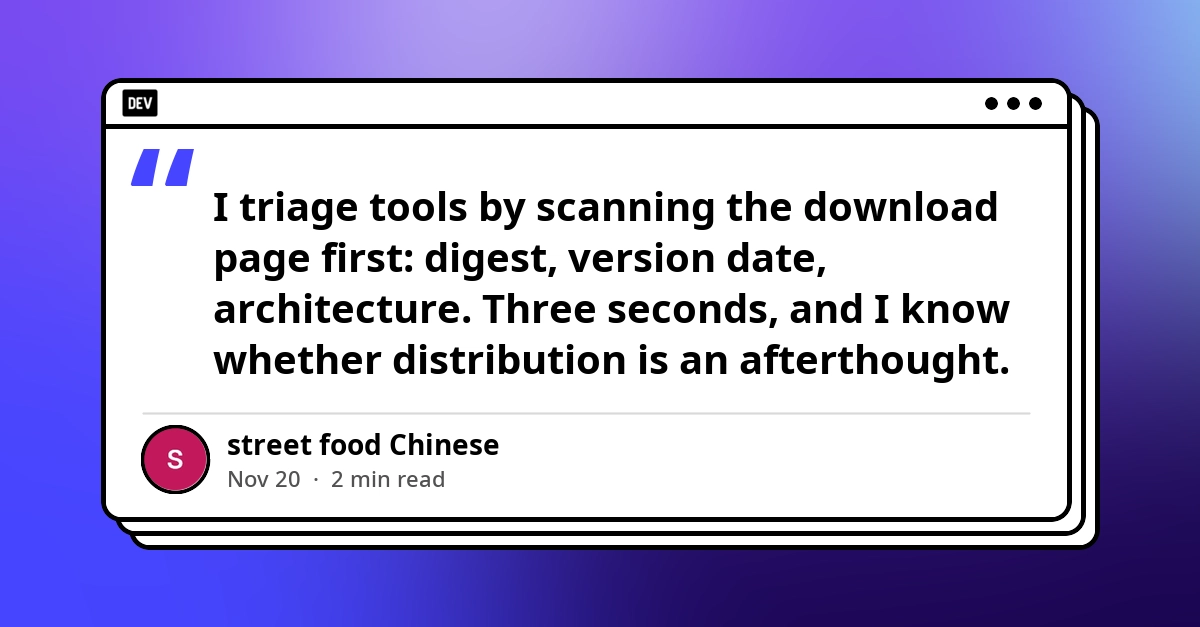 DEV
“
I triage tools by scanning the download
page first: digest, version date,
architecture. Three seconds, and I know
whether distribution is an afterthought.
S
street food Chinese
Nov 20 · 2 min read